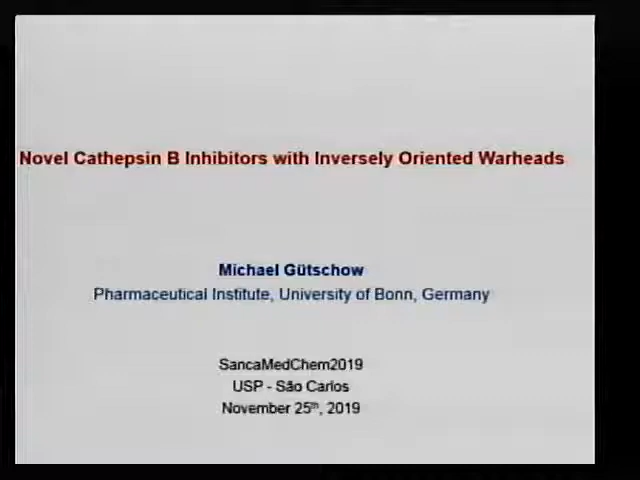 Novel Cathepsin B Inhibitors with Inversely Oriented Warheads
Michael Gütschow
Pharmaceutical Institute, University of Bonn, Germany
SancaMedChem2019
USP - São Carlos
November 25th, 2019